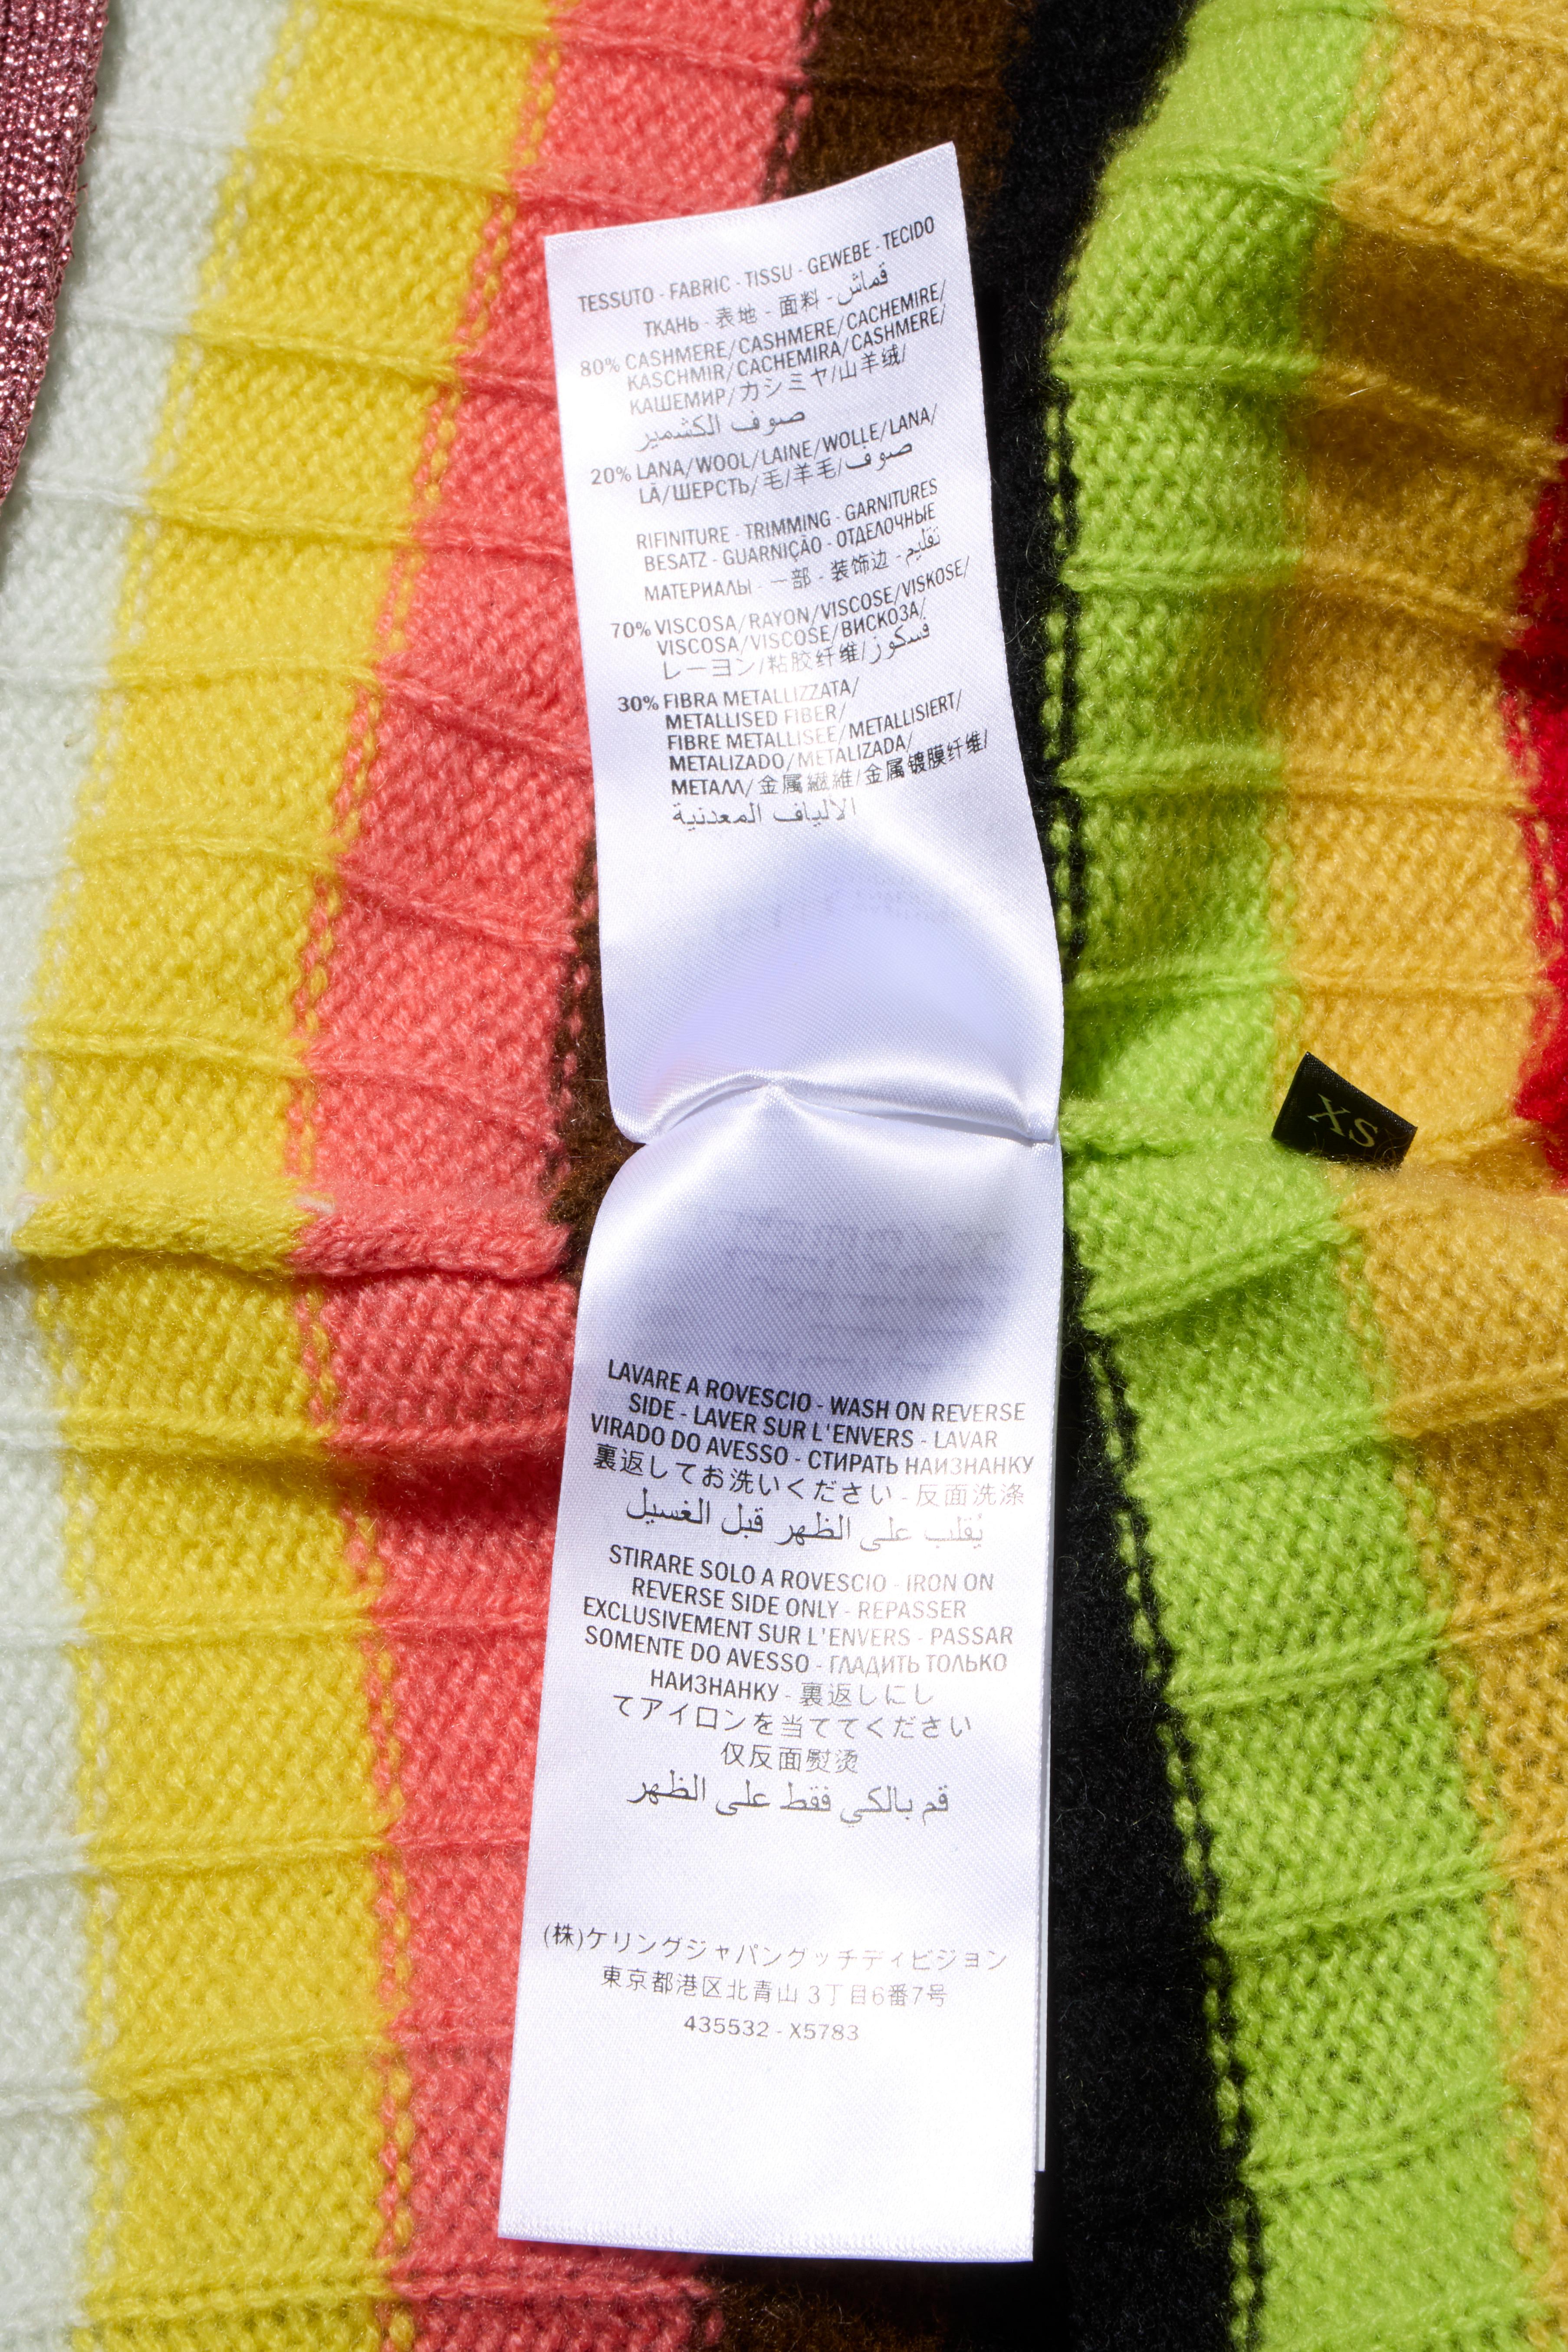 TESSUTO - FABRIC - TISSU - GEWEBE - TECIDO
ТКАНЬ - 表地 - 面料 - قماش
80% CASHMERE/CASHMERE/CACHEMIRE/
KASCHMIR/CACHEMIRA/CASHMERE/
КАШЕМИР/カシミヤ/山羊绒/
صوف الكشمير
20% LANA/WOOL/LAINE/WOLLE/LANA/
LÃ/ШЕРСТЬ/毛/羊毛/صوف
RIFINITURE - TRIMMING - GARNITURES
BESATZ - GUARNIÇÃO - ОТДЕЛОЧНЫЕ
МАТЕРИАЛЫ - 一部 - 装饰边 - تقليم
70% VISCOSA/RAYON/VISCOSE/VISKOSE/
VISCOSA/VISCOSE/ВИСКОЗА/
レーヨン/粘胶纤维/فسكوز
30% FIBRA METALLIZZATA/
METALLISED FIBER/
FIBRE METALLISEE/METALLISIERT/
METALIZADO/METALIZADA/
МЕТАЛЛ/金属繊維/金属镀膜纤维/
الالياف المعدنية
XS
LAVARE A ROVESCIO - WASH ON REVERSE
SIDE - LAVER SUR L'ENVERS - LAVAR
VIRADO DO AVESSO - СТИРАТЬ НАИЗНАНКУ
裏返してお洗いください - 反面洗涤
يُقلب على الظهر قبل الغسيل
STIRARE SOLO A ROVESCIO - IRON ON
REVERSE SIDE ONLY - REPASSER
EXCLUSIVEMENT SUR L'ENVERS - PASSAR
SOMENTE DO AVESSO - ГЛАДИТЬ ТОЛЬКО
НАИЗНАНКУ - 裏返しにし
てアイロンを当ててください
仅反面熨烫
قم بالكي فقط على الظهر
(株)ケリングジャパングッチディビジョン
東京都港区北青山 3丁目6番7号
435532 - X5783